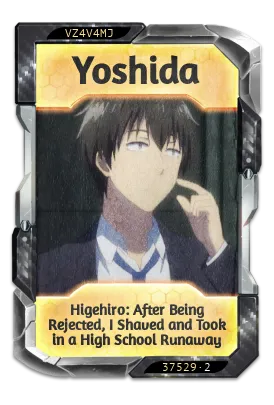 VZ4V4MJ
Yoshida
Higehiro: After Being
Rejected, I Shaved and Took
in a High School Runaway
37529·2